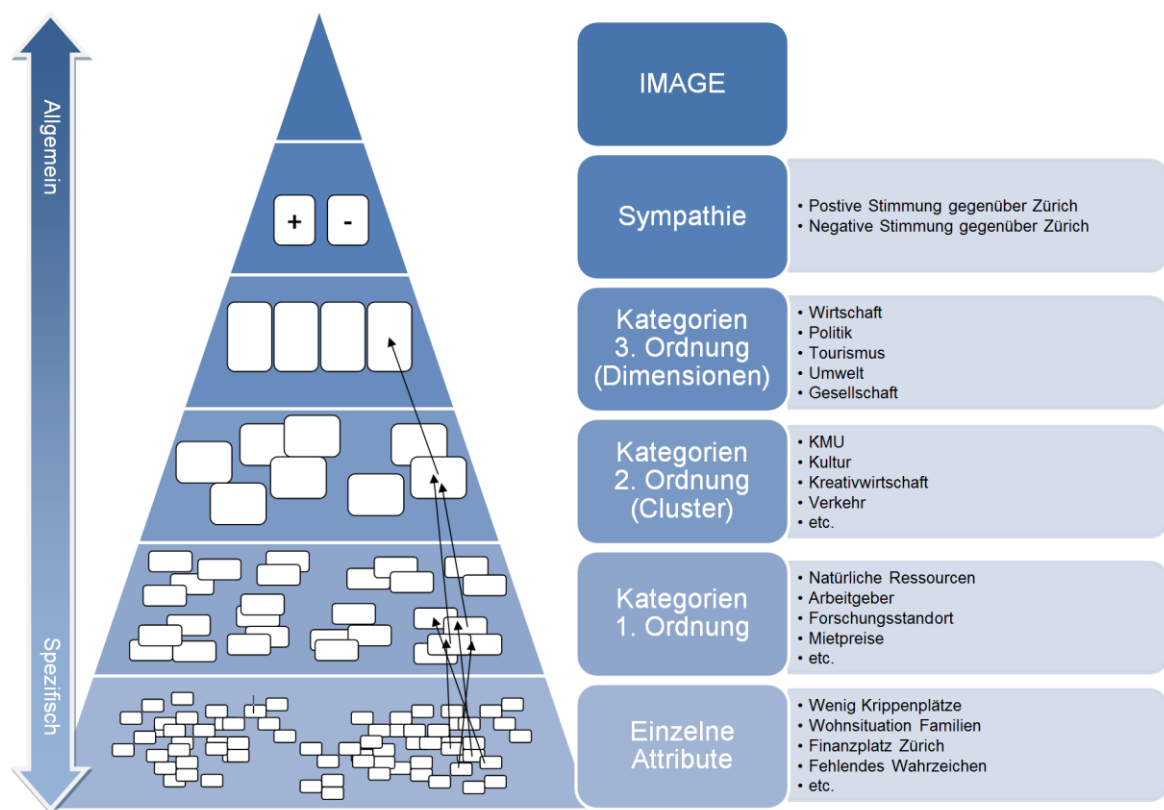 Allgemein
Spezifisch
+ -
IMAGE
Sympathie
• Postive Stimmung gegenüber Zürich
• Negative Stimmung gegenüber Zürich
Kategorien
3. Ordnung
(Dimensionen)
• Wirtschaft
• Politik
• Tourismus
• Umwelt
• Gesellschaft
Kategorien
2. Ordnung
(Cluster)
• KMU
• Kultur
• Kreativwirtschaft
• Verkehr
• etc.
Kategorien
1. Ordnung
• Natürliche Ressourcen
• Arbeitgeber
• Forschungsstandort
• Mietpreise
• etc.
Einzelne
Attribute
• Wenig Krippenplätze
• Wohnsituation Familien
• Finanzplatz Zürich
• Fehlendes Wahrzeichen
• etc.